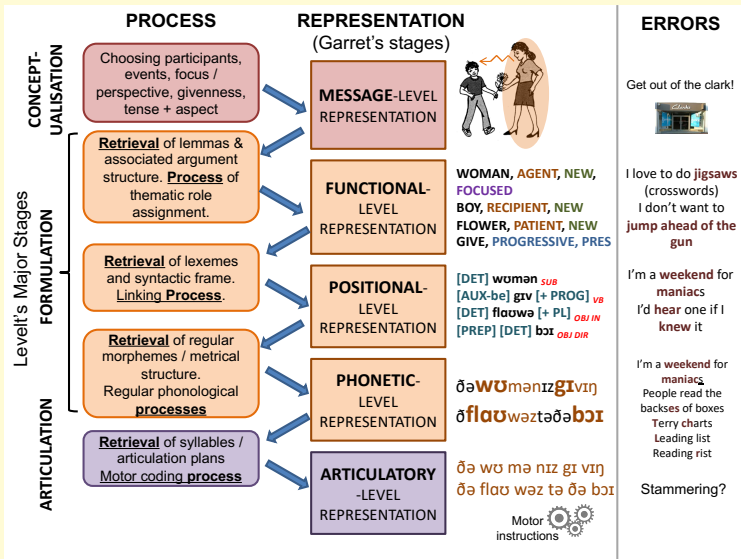 PROCESS
REPRESENTATION
(Garret's stages)
ERRORS
Levelt's Major Stages
CONCEPT-
UALISATION
FORMULATION
ARTICULATION
Choosing participants,
events, focus /
perspective, givenness,
tense + aspect
MESSAGE-LEVEL
REPRESENTATION
Get out of the clark!
Clarks
Retrieval of lemmas &
associated argument
structure. Process of
thematic role
assignment.
FUNCTIONAL-
LEVEL
REPRESENTATION
WOMAN, AGENT, NEW,
FOCUSED
BOY, RECIPIENT, NEW
FLOWER, PATIENT, NEW
GIVE, PROGRESSIVE, PRES
I love to do jigsaws
(crosswords)
I don't want to
jump ahead of the
gun
Retrieval of lexemes
and syntactic frame.
Linking Process.
POSITIONAL-
LEVEL
REPRESENTATION
[DET] wʊmən SUB
[AUX-be] gɪv [+ PROG] VB
[DET] flaʊwə [+ PL] OBJ IN
[PREP] [DET] bɔɪ OBJ DIR
I'm a weekend for
maniacs
I'd hear one if I
knew it
Retrieval of regular
morphemes / metrical
structure.
Regular phonological
processes
PHONETIC-
LEVEL
REPRESENTATION
ðəwʊmənɪzgɪvɪŋ
ðflaʊwəztəðəbɔɪ
I'm a weekend for
maniacs
People read the
backses of boxes
Terry charts
Leading list
Reading rist
Retrieval of syllables /
articulation plans
Motor coding process
ARTICULATORY
-LEVEL
REPRESENTATION
ðə wʊ mə nɪz gɪ vɪŋ
ðə flaʊ wəz tə ðə bɔɪ
Motor
instructions
Stammering?